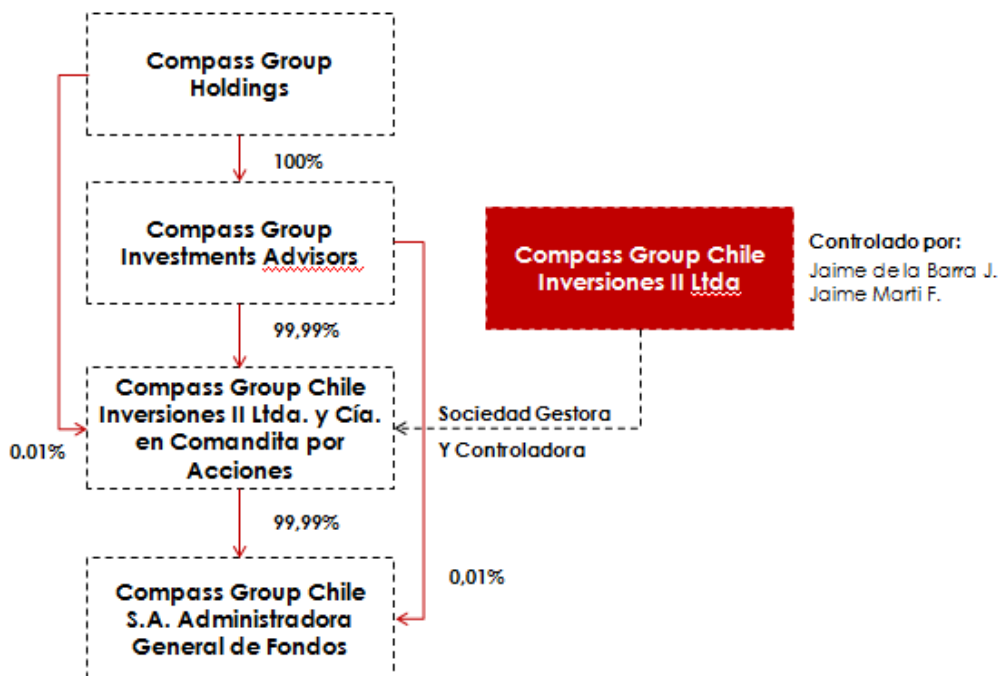 Compass Group
Holdings
100%
Compass Group
Investments Advisors
Compass Group Chile
Inversiones II Ltda
Controlado por:
Jaime de la Barra J.
Jaime Marti F.
99,99%
Compass Group Chile
Inversiones II Ltda. y Cía.
en Comandita por
Acciones
Sociedad Gestora
Y Controladora
0.01%
99,99%
Compass Group Chile
S.A. Administradora
General de Fondos
0,01%